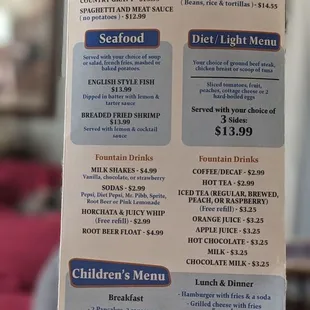 SPAGHETTI AND MEAT SAUCE
( no potatoes ) - $12.99
Seafood
Served with your choice of soup
or salad, french fries, mashed or
baked potatoes
ENGLISH STYLE FISH
$13.99
Dipped in batter with lemon &
tarter sauce
BREADED FRIED SHRIMP
$13.99
Served with lemon & cocktail
sauce
Fountain Drinks
MILK SHAKES - $4.99
Vanilla, chocolate, or strawberry
SODAS - $2.99
Pepsi, Diet Pepsi, Mr. Pibb, Sprite,
Root Beer or Pink Lemonade
HORCHATA & JUICY WHIP
(Free refill) - $2.99
ROOT BEER FLOAT - $4.99
Children's Menu
Breakfast
( Beans, rice & tortillas ) - $14.55
Diet/Light Menu
Your choice of ground beef steak,
chicken breast or scoop of tuna
Sliced tomatoes, fruit,
peaches, cottage cheese or 2
hard-boiled eggs
Served with your choice of
3 Sides:
$13.99
Fountain Drinks
COFFEE/DECAF - $2.99
HOT TEA - $2.99
ICED TEA (REGULAR, BREWED,
PEACH, OR RASPBERRY)
(Free refill) - $3.25
ORANGE JUICE - $3.25
APPLE JUICE - $3.25
HOT CHOCOLATE - $3.25
MILK - $3.25
CHOCOLATE MILK - $3.25
Lunch & Dinner
· Hamburger with fries & a soda
· Grilled cheese with fries